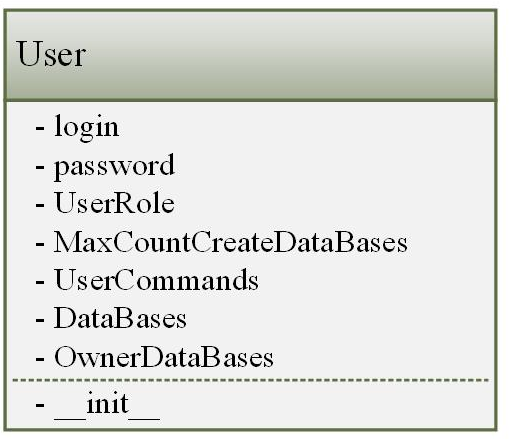 User
- login
- password
- UserRole
- MaxCountCreateDataBases
- UserCommands
- DataBases
- OwnerDataBases
- __init__